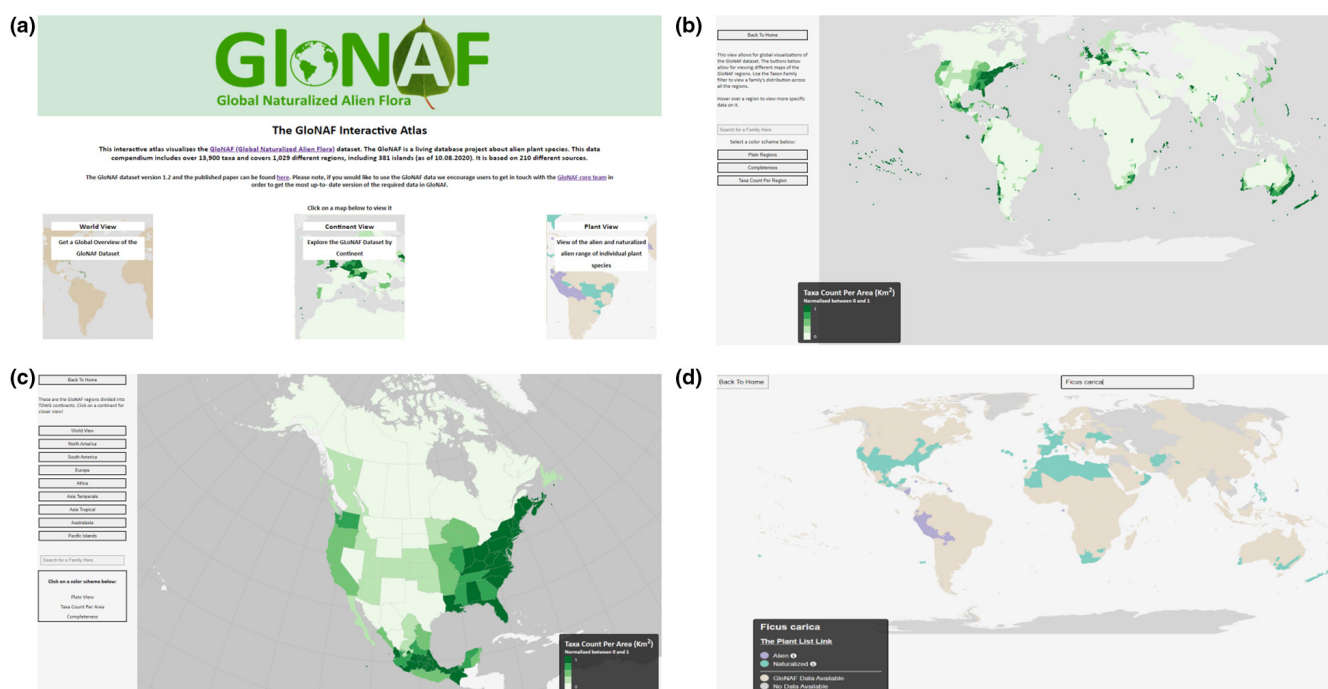 (a)
GloNAF
Global Naturalized Alien Flora
The GloNAF Interactive Atlas
This interactive atlas visualizes the GloNAF (Global Naturalized Alien Flora) dataset. The GloNAF is a living database project about alien plant species. This data
compendium includes over 13,900 taxa and covers 1,029 different regions, including 381 islands (as of 10.08.2020). It is based on 210 different sources.
The GloNAF dataset version 1.2 and the published paper can be found here. Please note, if you would like to use the GloNAF data we encourage users to get in touch with the GloNAF core team in
order to get the most up-to- date version of the required data in GloNAF.
Click on a map below to view it
World View
Get a Global Overview of the
GloNAF Dataset
Continent View
Explore the GLoNAF Dataset by
Continent
Plant View
View of the alien and naturalized
alien range of individual plant
species
(b)
Back To Home
This view allows for global visualizations of
the GloNAF dataset. The buttons below
allow for viewing different maps of the
GloNAF regions. Use the Taxon Family
filter to view a family's distribution across
all the regions.
Hover over a region to view more specific
data on it.
Search for a Family Here
Select a color scheme below:
Plain Regions
Completeness
Taxa Count Per Region
Taxa Count Per Area (Km²)
Normalized between 0 and 1
1
0
(c)
Back To Home
These are the GloNAF regions divided into
TDWG continents. Click on a continent for
closer view!
World View
North America
South America
Europe
Africa
Asia Temperate
Asia Tropical
Australasia
Pacific Islands
Search for a Family Here
Click on a color scheme below:
Plain View
Taxa Count Per Area
Completeness
Taxa Count Per Area (Km²)
Normalized between 0 and 1
1
0
(d)
Back To Home
Ficus carica
Ficus carica
The Plant List Link
Alien
Naturalized
GloNAF Data Available
No Data Available